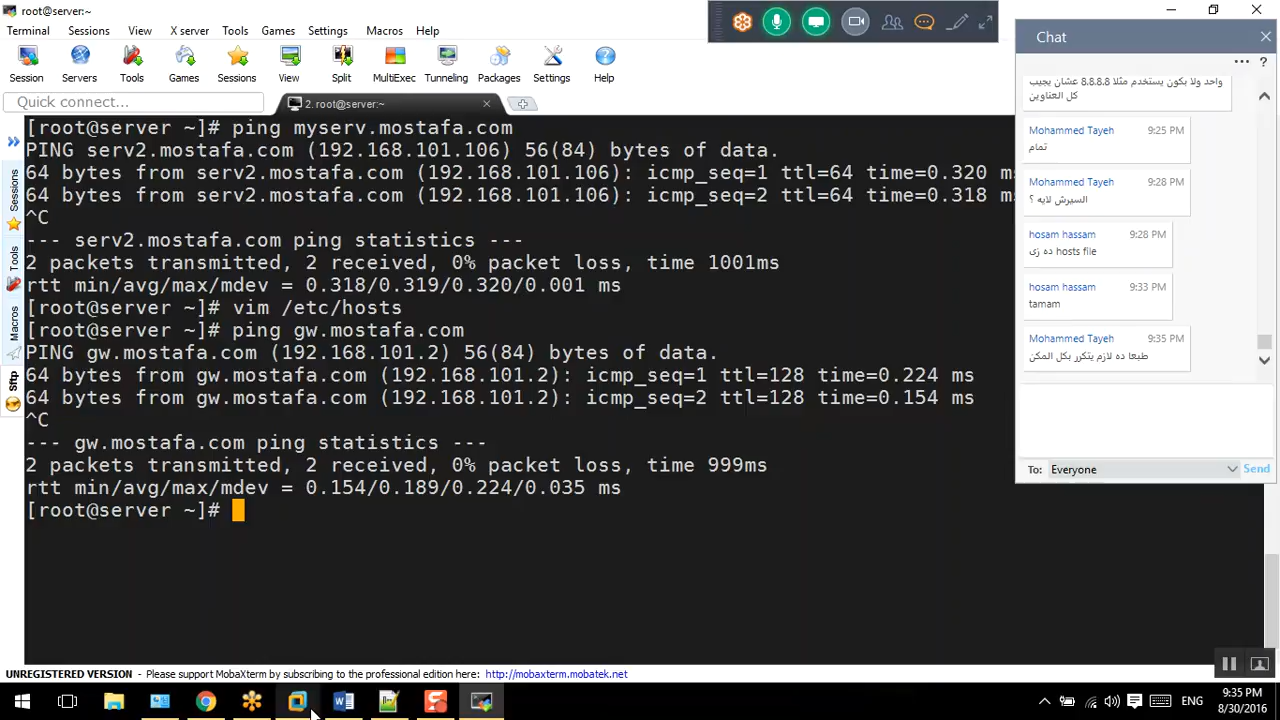 root@server:~
Terminal Sessions View X server Tools Games Settings Macros Help
Session Servers Tools Games Sessions View Split MultiExec Tunneling Packages Settings Help
Quick connect...
2. root@server:~
Sessions
Tools
Macros
Sftp
[root@server ~]# ping myserv.mostafa.com
PING serv2.mostafa.com (192.168.101.106) 56(84) bytes of data.
64 bytes from serv2.mostafa.com (192.168.101.106): icmp_seq=1 ttl=64 time=0.320 ms
64 bytes from serv2.mostafa.com (192.168.101.106): icmp_seq=2 ttl=64 time=0.318 ms
^C
--- serv2.mostafa.com ping statistics ---
2 packets transmitted, 2 received, 0% packet loss, time 1001ms
rtt min/avg/max/mdev = 0.318/0.319/0.320/0.001 ms
[root@server ~]# vim /etc/hosts
[root@server ~]# ping gw.mostafa.com
PING gw.mostafa.com (192.168.101.2) 56(84) bytes of data.
64 bytes from gw.mostafa.com (192.168.101.2): icmp_seq=1 ttl=128 time=0.224 ms
64 bytes from gw.mostafa.com (192.168.101.2): icmp_seq=2 ttl=128 time=0.154 ms
^C
--- gw.mostafa.com ping statistics ---
2 packets transmitted, 2 received, 0% packet loss, time 999ms
rtt min/avg/max/mdev = 0.154/0.189/0.224/0.035 ms
[root@server ~]#
Chat
واحد ولا بكون يستخدم مثلا 8.8.8.8 عشان يجيب
كل العناوين
Mohammed Tayeh 9:25 PM
تمام
Mohammed Tayeh 9:28 PM
السيرش لايه ؟
hosam hassam 9:28 PM
ده زى hosts file
hosam hassam 9:33 PM
tamam
Mohammed Tayeh 9:35 PM
طبعا ده لازم يتكرر بكل المكن
To: Everyone Send
UNREGISTERED VERSION - Please support MobaXterm by subscribing to the professional edition here: http://mobaxterm.mobatek.net
ENG
9:35 PM
8/30/2016